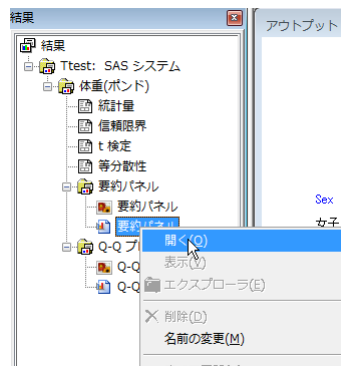 結果
アウトプット
結果
Ttest: SAS システム
体重(ポンド)
統計量
信頼限界
t 検定
等分散性
要約パネル
要約パネル
要約パネル
Q-Q プ
Q-Q
Q-Q
開く(O)
表示(V)
エクスプローラ(E)
削除(D)
名前の変更(M)
Sex
女子